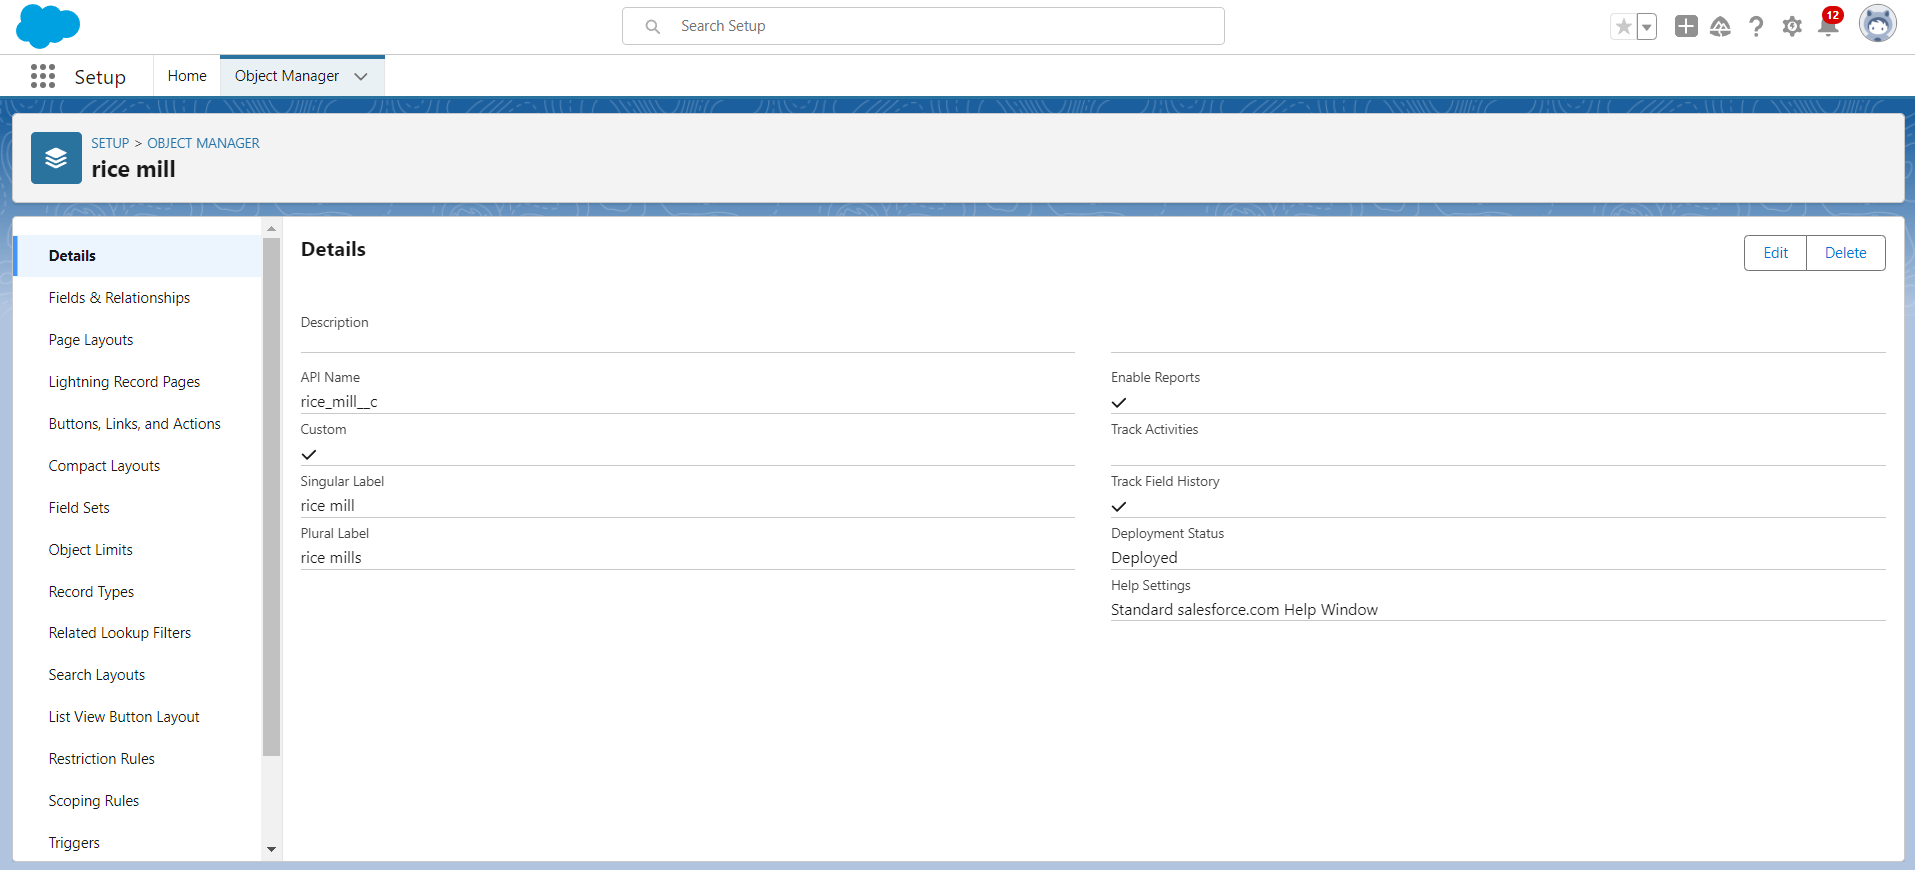 Search Setup
12
Setup
Home
Object Manager
SETUP > OBJECT MANAGER
rice mill
Details
Fields & Relationships
Page Layouts
Lightning Record Pages
Buttons, Links, and Actions
Compact Layouts
Field Sets
Object Limits
Record Types
Related Lookup Filters
Search Layouts
List View Button Layout
Restriction Rules
Scoping Rules
Triggers
Details
Edit
Delete
Description
API Name
rice_mill__c
Custom
Singular Label
rice mill
Plural Label
rice mills
Enable Reports
Track Activities
Track Field History
Deployment Status
Deployed
Help Settings
Standard salesforce.com Help Window